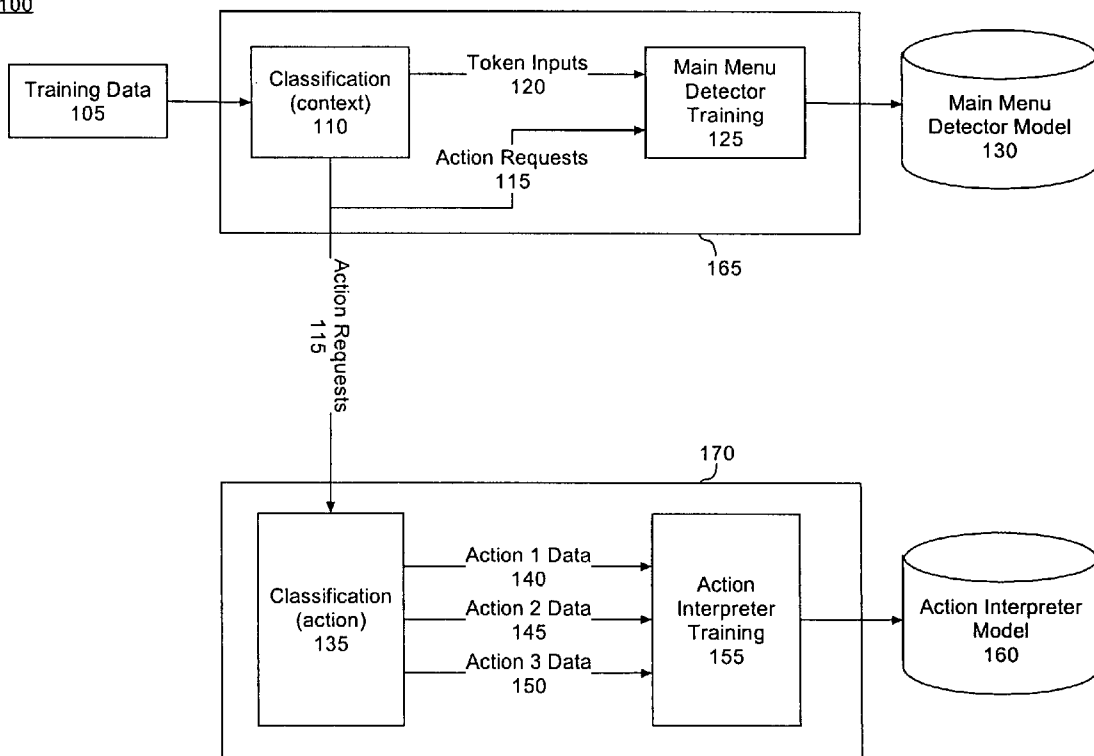 100
Training Data
105
Classification
(context)
110
Token Inputs
120
Action Requests
115
Main Menu
Detector
Training
125
Main Menu
Detector Model
130
165
Action Requests
115
170
Classification
(action)
135
Action 1 Data
140
Action 2 Data
145
Action 3 Data
150
Action
Interpreter
Training
155
Action Interpreter
Model
160